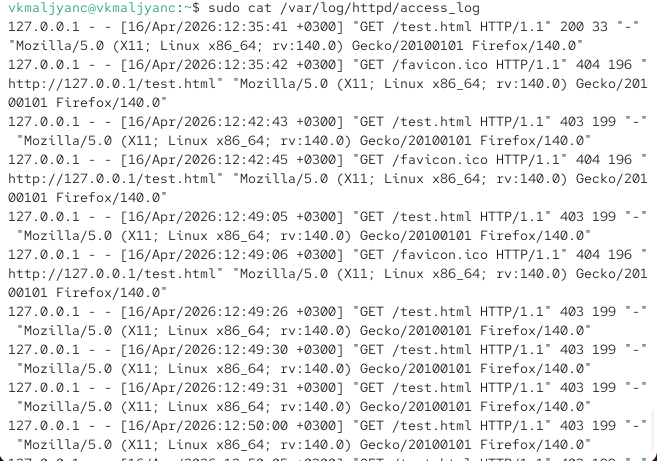 vkmaljyanc@vkmaljyanc:~$ sudo cat /var/log/httpd/access_log
127.0.0.1 - - [16/Apr/2026:12:35:41 +0300] "GET /test.html HTTP/1.1" 200 33 "-"
"Mozilla/5.0 (X11; Linux x86_64; rv:140.0) Gecko/20100101 Firefox/140.0"
127.0.0.1 - - [16/Apr/2026:12:35:42 +0300] "GET /favicon.ico HTTP/1.1" 404 196 "
http://127.0.0.1/test.html" "Mozilla/5.0 (X11; Linux x86_64; rv:140.0) Gecko/201
00101 Firefox/140.0"
127.0.0.1 - - [16/Apr/2026:12:42:43 +0300] "GET /test.html HTTP/1.1" 403 199 "-"
"Mozilla/5.0 (X11; Linux x86_64; rv:140.0) Gecko/20100101 Firefox/140.0"
127.0.0.1 - - [16/Apr/2026:12:42:45 +0300] "GET /favicon.ico HTTP/1.1" 404 196 "
http://127.0.0.1/test.html" "Mozilla/5.0 (X11; Linux x86_64; rv:140.0) Gecko/201
00101 Firefox/140.0"
127.0.0.1 - - [16/Apr/2026:12:49:05 +0300] "GET /test.html HTTP/1.1" 403 199 "-"
"Mozilla/5.0 (X11; Linux x86_64; rv:140.0) Gecko/20100101 Firefox/140.0"
127.0.0.1 - - [16/Apr/2026:12:49:06 +0300] "GET /favicon.ico HTTP/1.1" 404 196 "
http://127.0.0.1/test.html" "Mozilla/5.0 (X11; Linux x86_64; rv:140.0) Gecko/201
00101 Firefox/140.0"
127.0.0.1 - - [16/Apr/2026:12:49:26 +0300] "GET /test.html HTTP/1.1" 403 199 "-"
"Mozilla/5.0 (X11; Linux x86_64; rv:140.0) Gecko/20100101 Firefox/140.0"
127.0.0.1 - - [16/Apr/2026:12:49:30 +0300] "GET /test.html HTTP/1.1" 403 199 "-"
"Mozilla/5.0 (X11; Linux x86_64; rv:140.0) Gecko/20100101 Firefox/140.0"
127.0.0.1 - - [16/Apr/2026:12:49:31 +0300] "GET /test.html HTTP/1.1" 403 199 "-"
"Mozilla/5.0 (X11; Linux x86_64; rv:140.0) Gecko/20100101 Firefox/140.0"
127.0.0.1 - - [16/Apr/2026:12:50:00 +0300] "GET /test.html HTTP/1.1" 403 199 "-"
"Mozilla/5.0 (X11; Linux x86_64; rv:140.0) Gecko/20100101 Firefox/140.0"